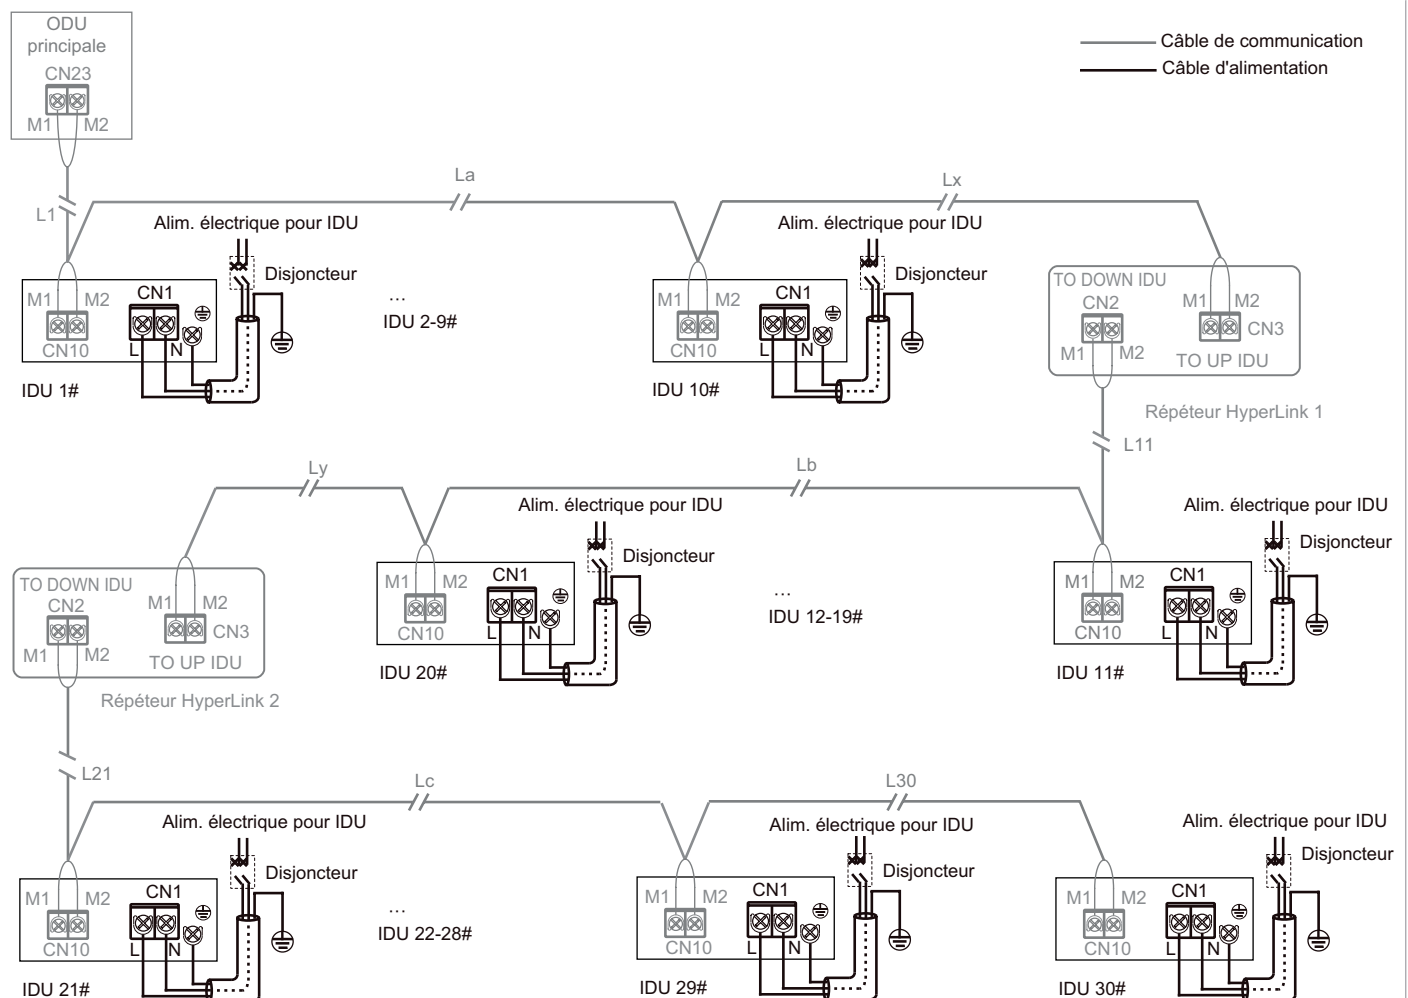 ODU
principale
CN23
M1 M2
Câble de communication
Câble d'alimentation
L1
La
Lx
Alim. électrique pour IDU
Disjoncteur
M1 M2
CN1
CN10
L N
IDU 1#
...
IDU 2-9#
Alim. électrique pour IDU
Disjoncteur
M1 M2
CN1
CN10
L N
IDU 10#
TO DOWN IDU
CN2
M1 M2
M1 M2
CN3
TO UP IDU
Répéteur HyperLink 1
L11
Ly
Lb
TO DOWN IDU
CN2
M1 M2
M1 M2
CN3
TO UP IDU
Répéteur HyperLink 2
Alim. électrique pour IDU
Disjoncteur
M1 M2
CN1
CN10
L N
IDU 20#
...
IDU 12-19#
Alim. électrique pour IDU
Disjoncteur
M1 M2
CN1
CN10
L N
IDU 11#
L21
Lc
L30
Alim. électrique pour IDU
Disjoncteur
M1 M2
CN1
CN10
L N
IDU 21#
...
IDU 22-28#
Alim. électrique pour IDU
Disjoncteur
M1 M2
CN1
CN10
L N
IDU 29#
Alim. électrique pour IDU
Disjoncteur
M1 M2
CN1
CN10
L N
IDU 30#